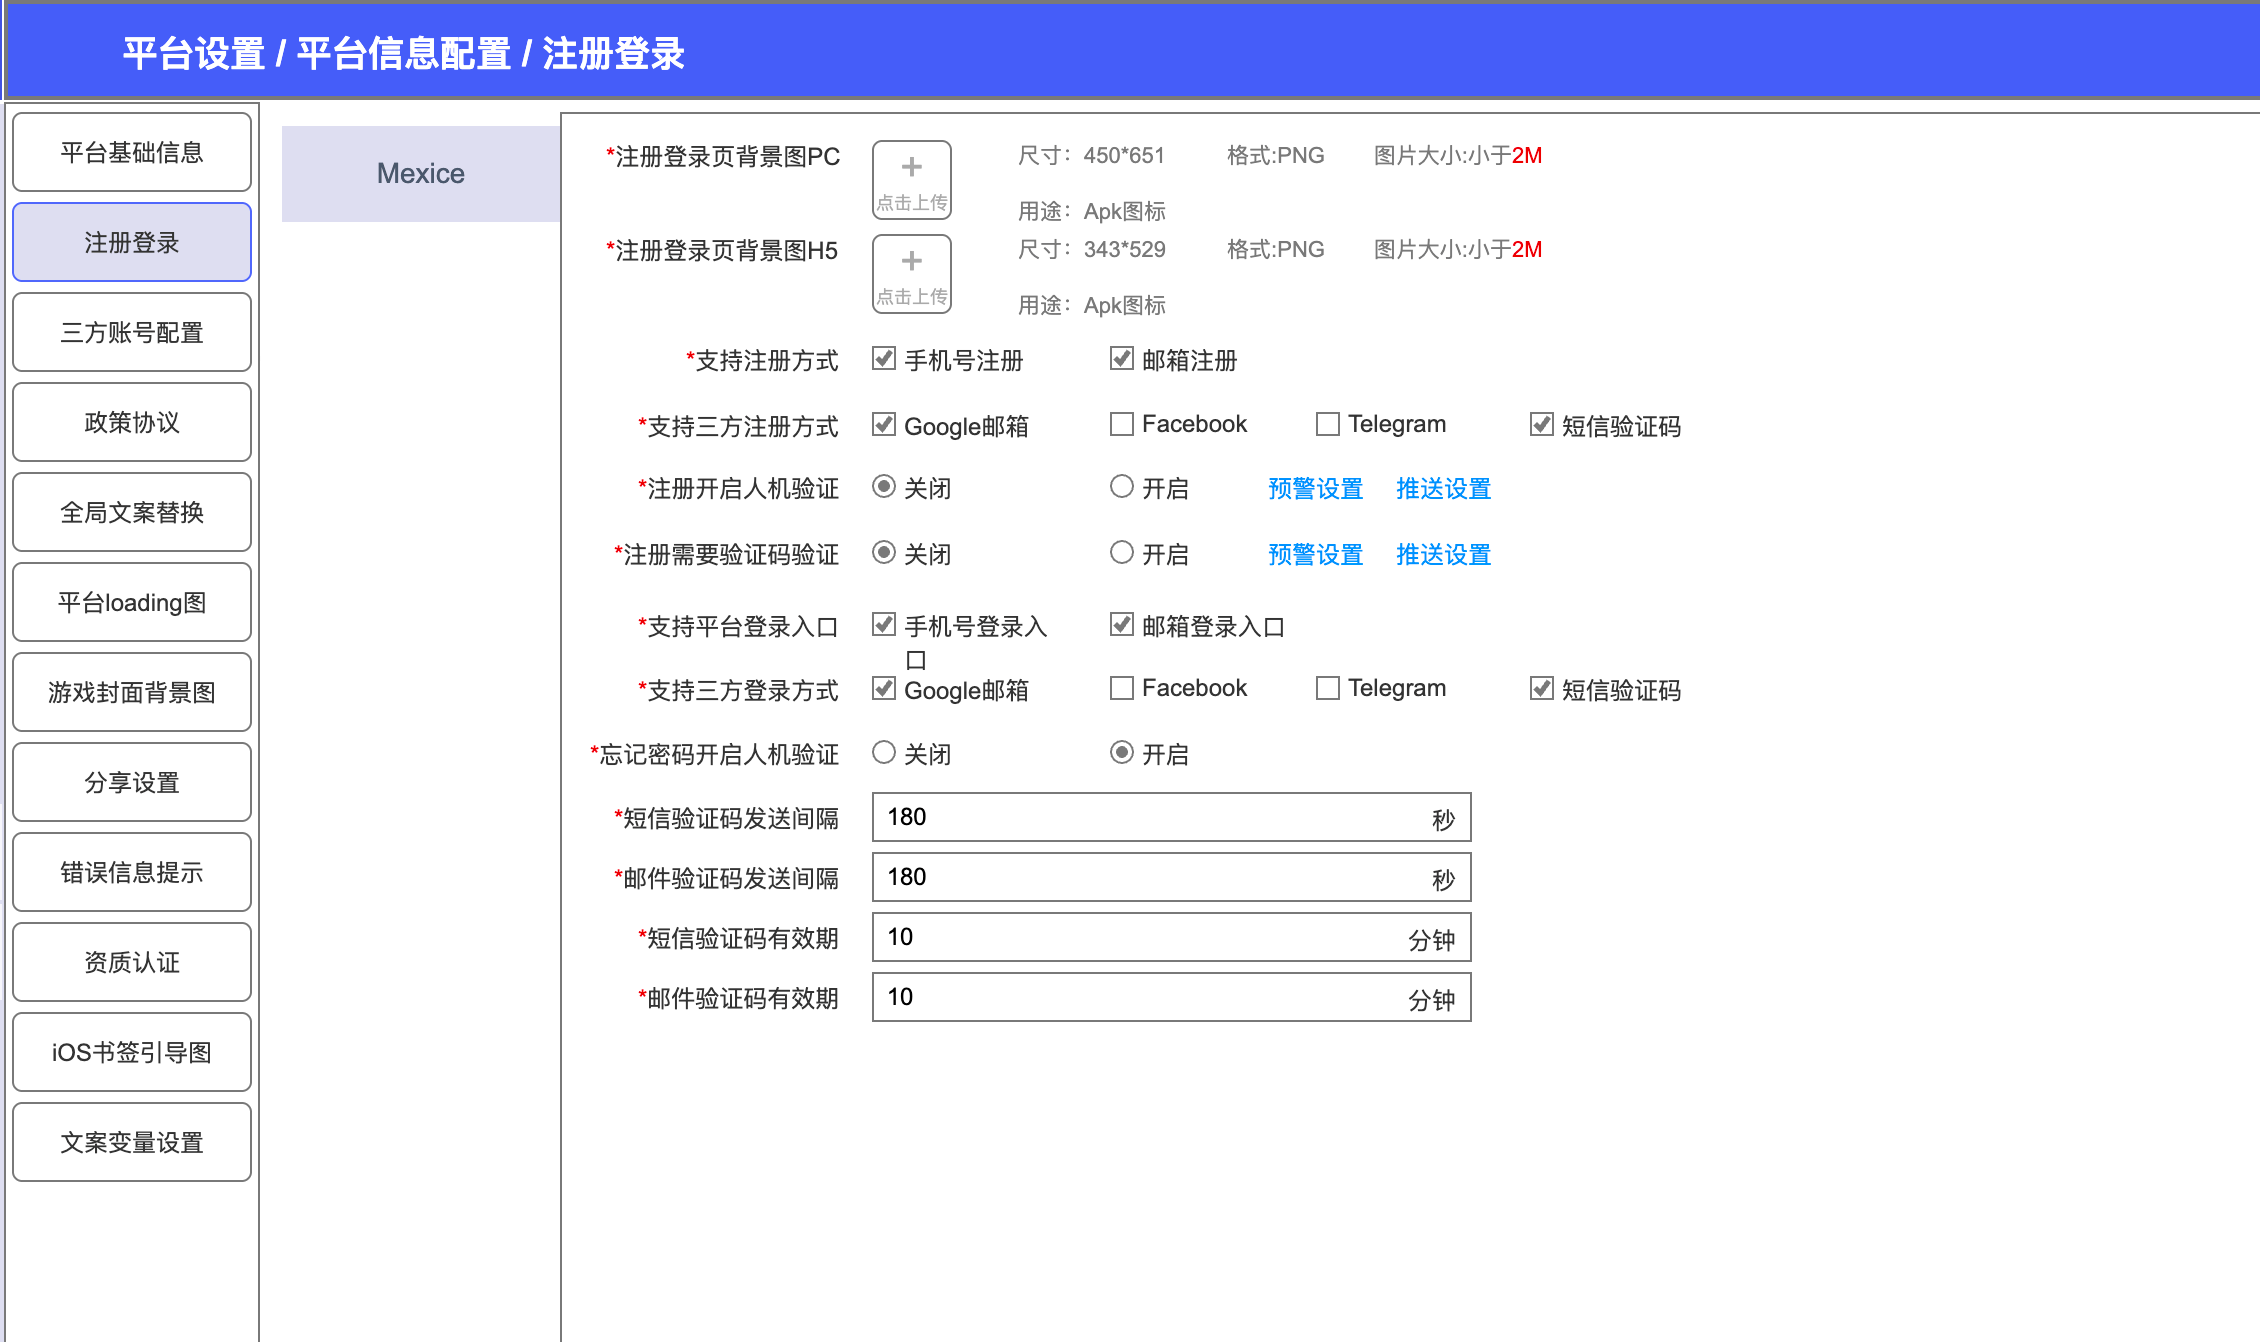 平台设置 / 平台信息配置 / 注册登录
平台基础信息
注册登录
三方账号配置
政策协议
全局文案替换
平台loading图
游戏封面背景图
分享设置
错误信息提示
资质认证
iOS书签引导图
文案变量设置
Mexice
*注册登录页背景图PC
点击上传
尺寸：450*651 格式:PNG 图片大小:小于2M
用途：Apk图标
*注册登录页背景图H5
点击上传
尺寸：343*529 格式:PNG 图片大小:小于2M
用途：Apk图标
*支持注册方式 手机号注册 邮箱注册
*支持三方注册方式 Google邮箱 Facebook Telegram 短信验证码
*注册开启人机验证 关闭 开启 预警设置 推送设置
*注册需要验证码验证 关闭 开启 预警设置 推送设置
*支持平台登录入口 手机号登录入 邮箱登录入口
口
*支持三方登录方式 Google邮箱 Facebook Telegram 短信验证码
*忘记密码开启人机验证 关闭 开启
*短信验证码发送间隔 180 秒
*邮件验证码发送间隔 180 秒
*短信验证码有效期 10 分钟
*邮件验证码有效期 10 分钟